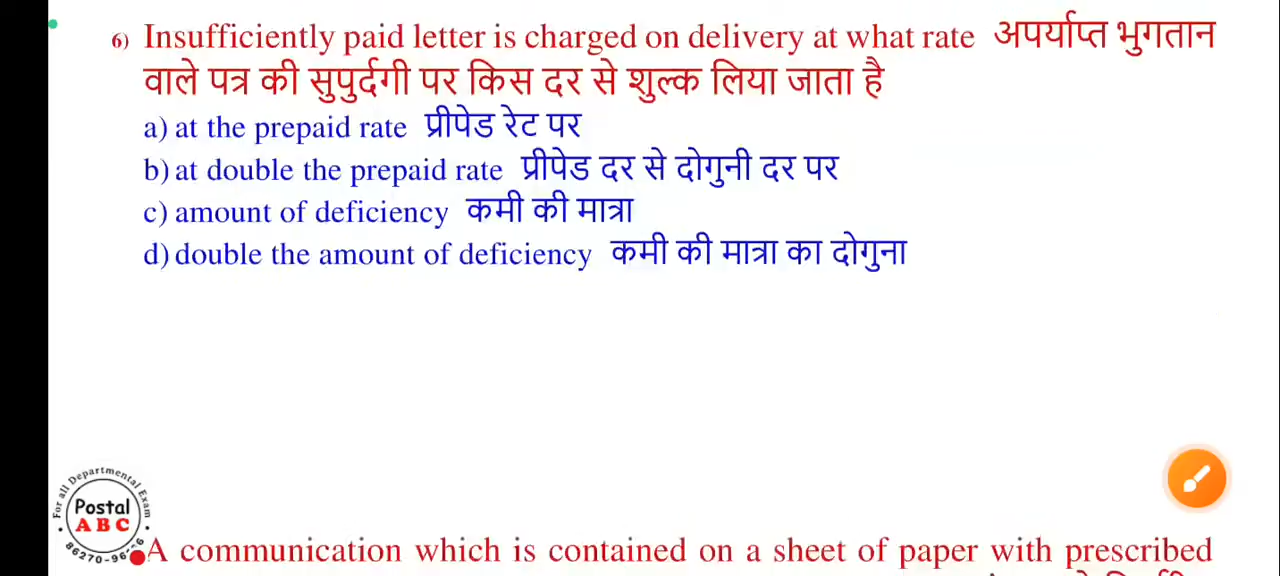 6) Insufficiently paid letter is charged on delivery at what rate अपर्याप्त भुगतान
वाले पत्र की सुपुर्दगी पर किस दर से शुल्क लिया जाता है
a) at the prepaid rate प्रीपेड रेट पर
b) at double the prepaid rate प्रीपेड दर से दोगुनी दर पर
c) amount of deficiency कमी की मात्रा
d) double the amount of deficiency कमी की मात्रा का दोगुना
For all Departmental Exam
Postal
A B C
A communication which is contained on a sheet of paper with prescribed